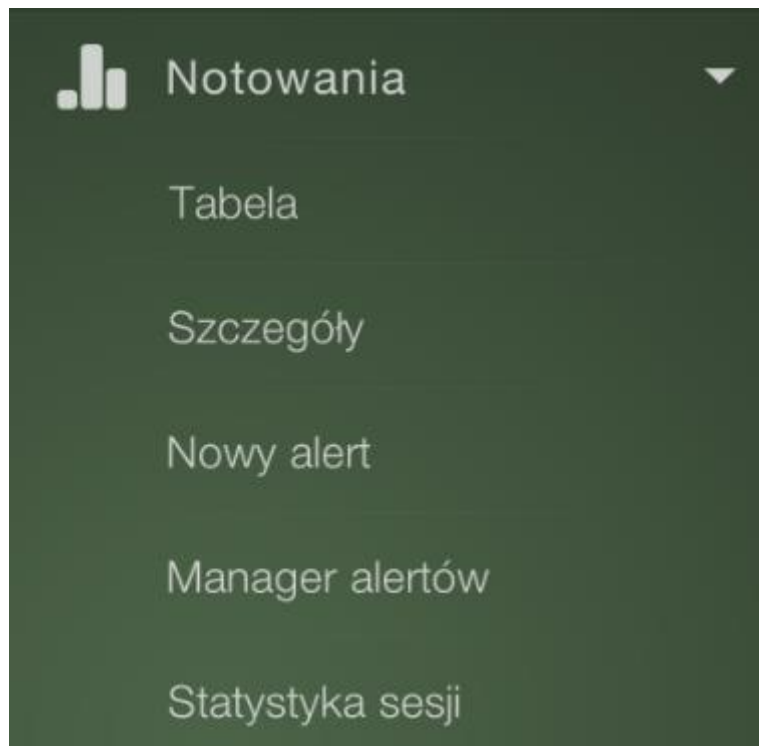 Notowania
Tabela
Szczegóły
Nowy alert
Manager alertów
Statystyka sesji